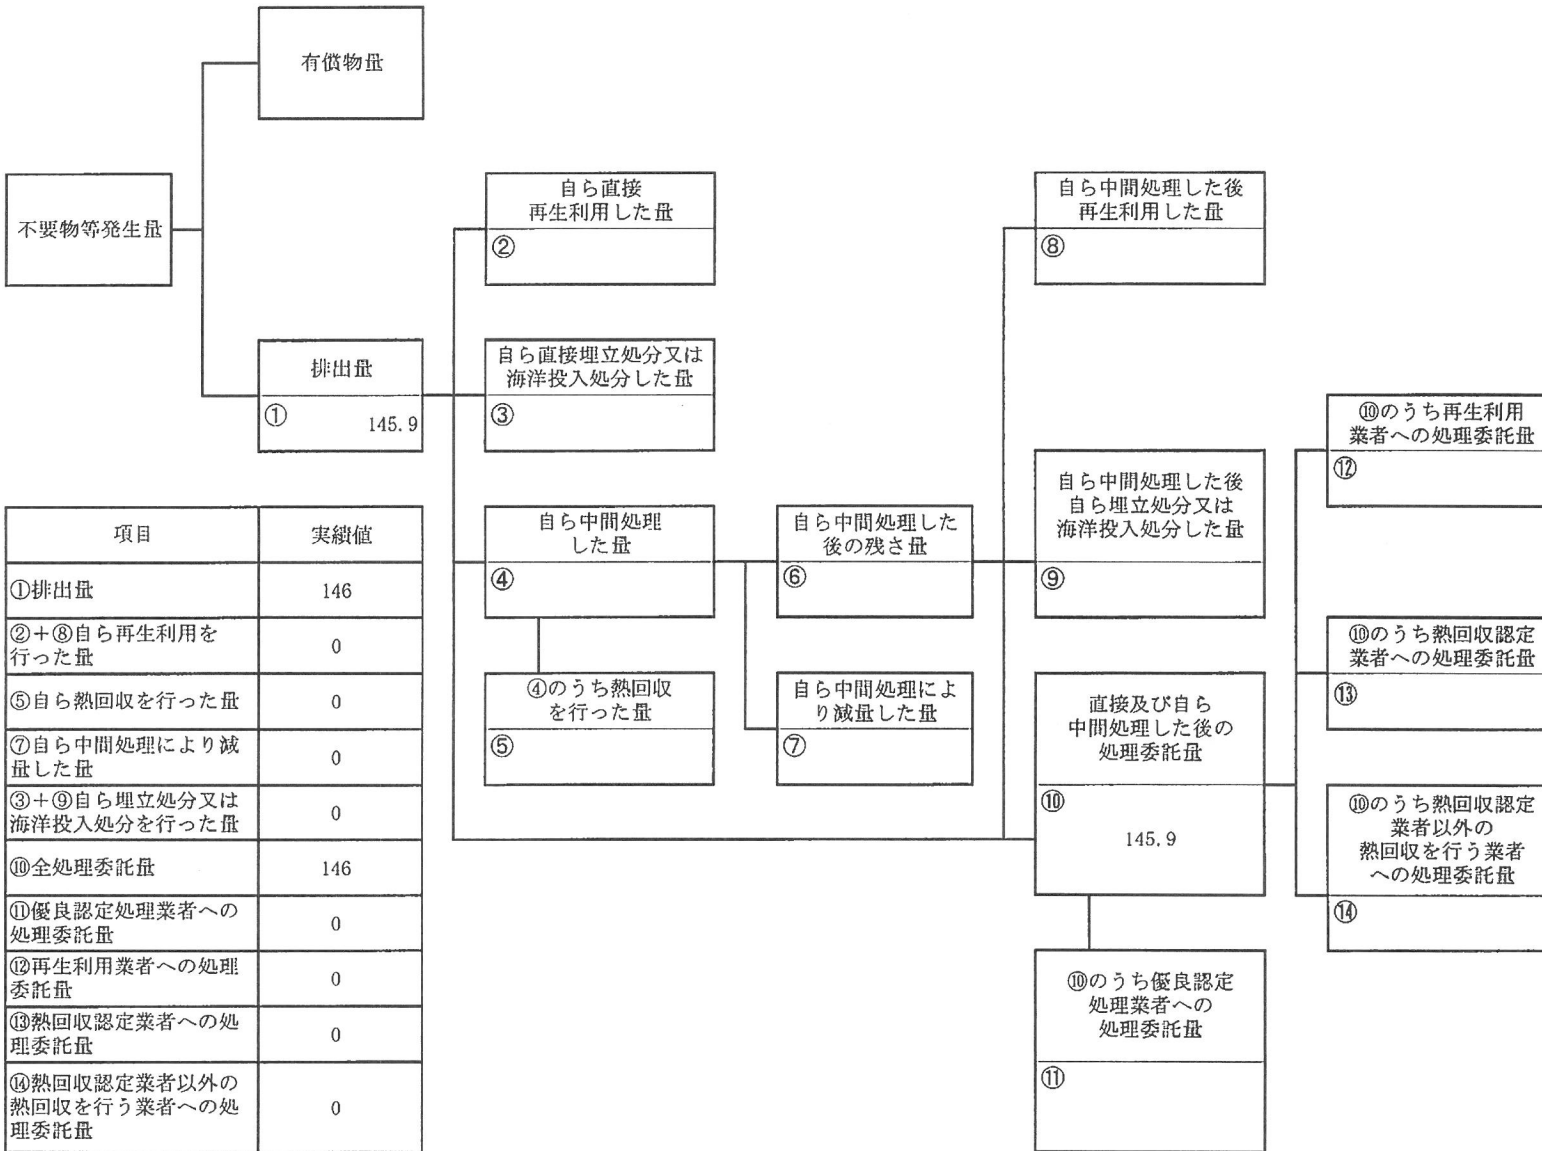 有償物量
不要物等発生量
排出量
①
145.9
自ら直接
再生利用した量
②
自ら直接埋立処分又は
海洋投入処分した量
③
自ら中間処理
した量
④
④のうち熱回収
を行った量
⑤
自ら中間処理した
後の残さ量
⑥
自ら中間処理によ
り減量した量
⑦
自ら中間処理した後
再生利用した量
⑧
自ら中間処理した後
自ら埋立処分又は
海洋投入処分した量
⑨
直接及び自ら
中間処理した後の
処理委託量
⑩
145.9
⑩のうち優良認定
処理業者への
処理委託量
⑪
⑩のうち再生利用
業者への処理委託量
⑫
⑩のうち熱回収認定
業者への処理委託量
⑬
⑩のうち熱回収認定
業者以外の
熱回収を行う業者
への処理委託量
⑭
項目 実績値
①排出量 146
②+⑧自ら再生利用を
行った量 0
⑤自ら熱回収を行った量 0
⑦自ら中間処理により減
量した量 0
③+⑨自ら埋立処分又は
海洋投入処分を行った量 0
⑩全処理委託量 146
⑪優良認定処理業者への
処理委託量 0
⑫再生利用業者への処理
委託量 0
⑬熱回収認定業者への処
理委託量 0
⑭熱回収認定業者以外の
熱回収を行う業者への処
理委託量 0